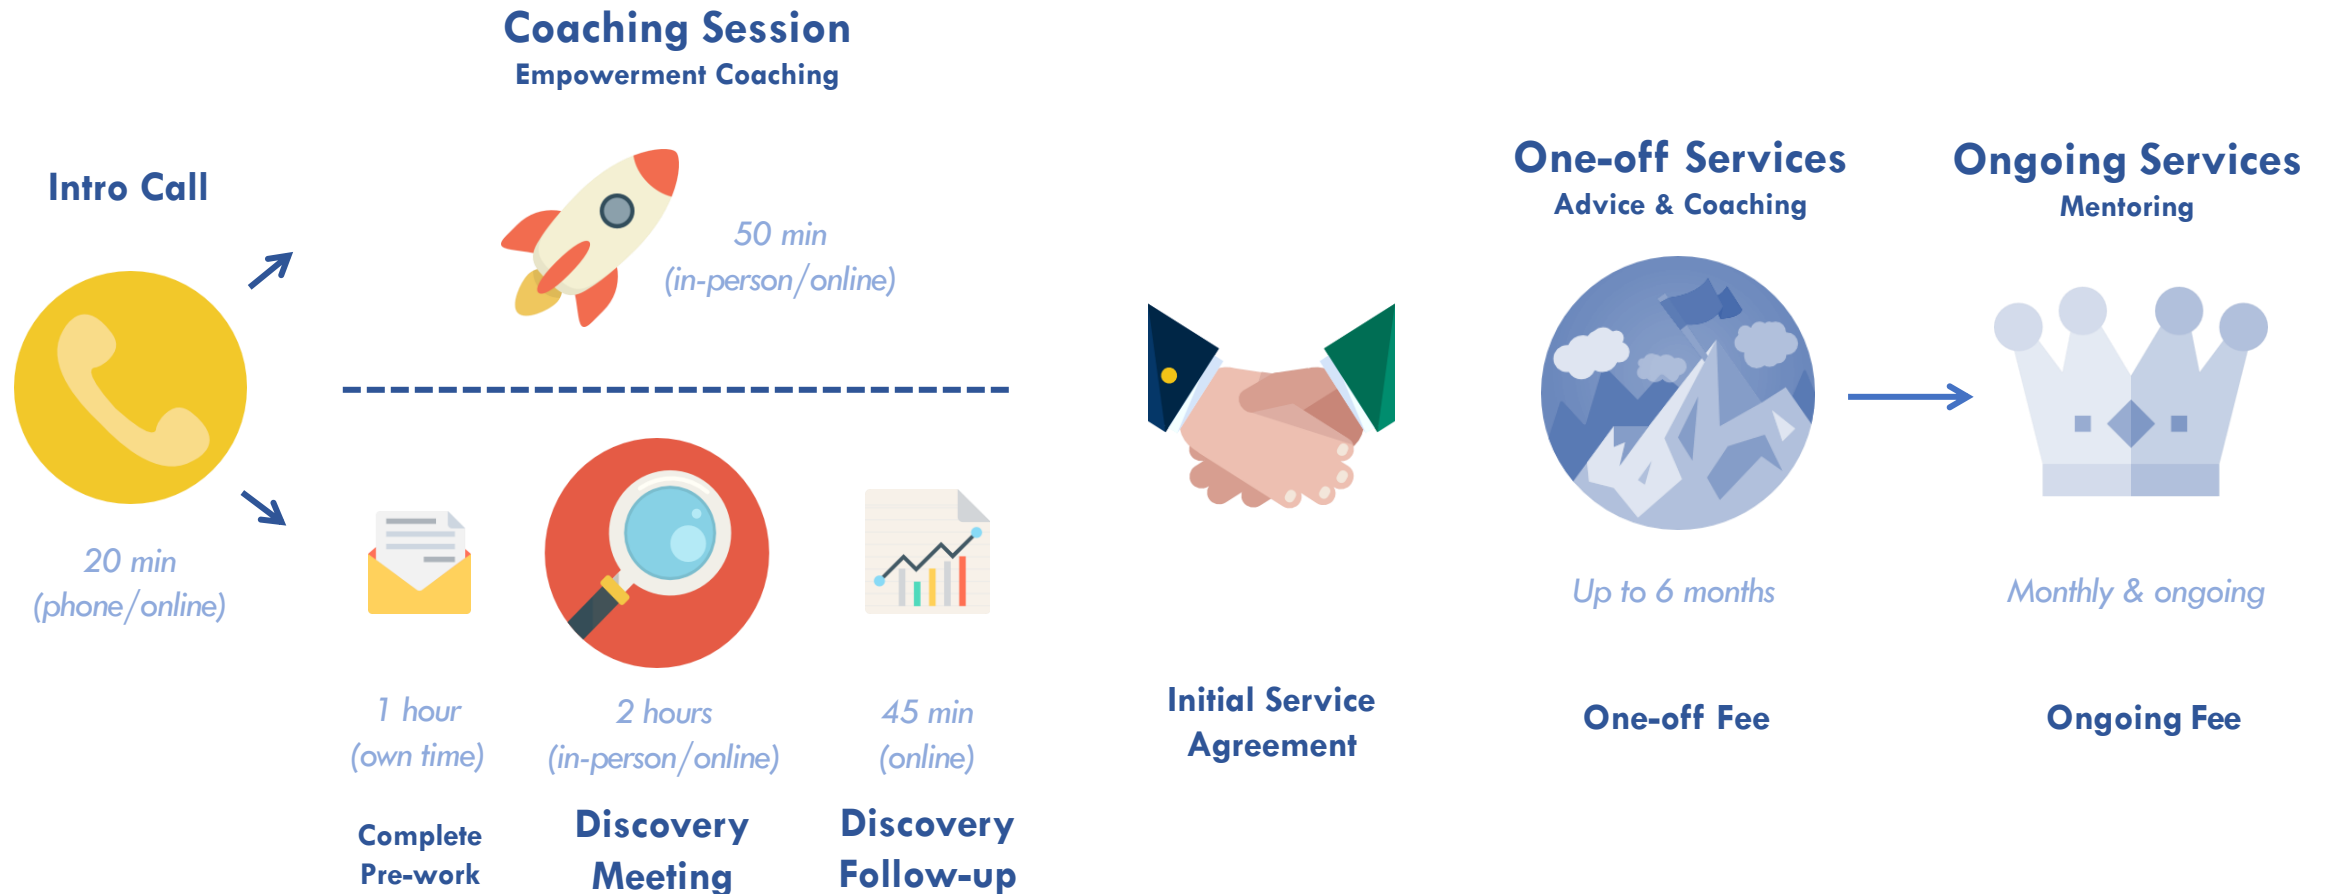 Coaching Session
Empowerment Coaching
50 min
(in-person/online)
Intro Call
20 min
(phone/online)
1 hour
(own time)
Complete
Pre-work
2 hours
(in-person/online)
Discovery
Meeting
45 min
(online)
Discovery
Follow-up
Initial Service
Agreement
One-off Services
Advice & Coaching
Up to 6 months
One-off Fee
Ongoing Services
Mentoring
Monthly & ongoing
Ongoing Fee